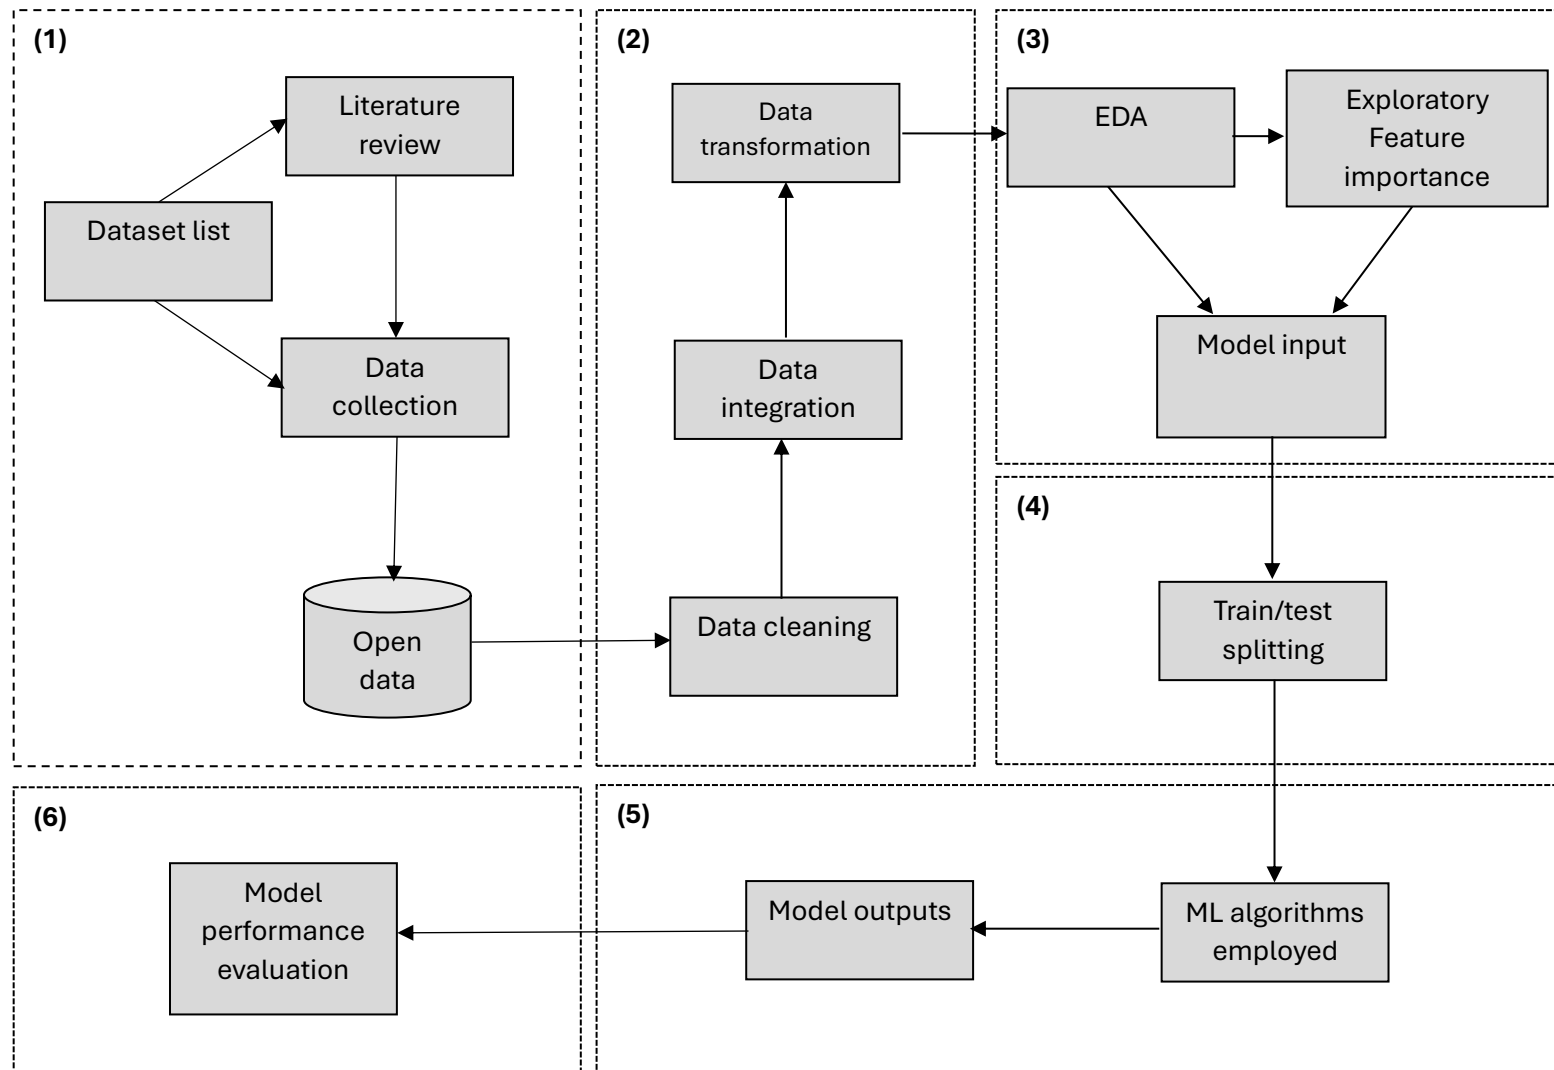 (1)
Literature
review
Dataset list
Data
collection
Open
data
(2)
Data
transformation
Data
integration
Data cleaning
(3)
EDA
Exploratory
Feature
importance
Model input
(4)
Train/test
splitting
(5)
ML algorithms
employed
Model outputs
(6)
Model
performance
evaluation